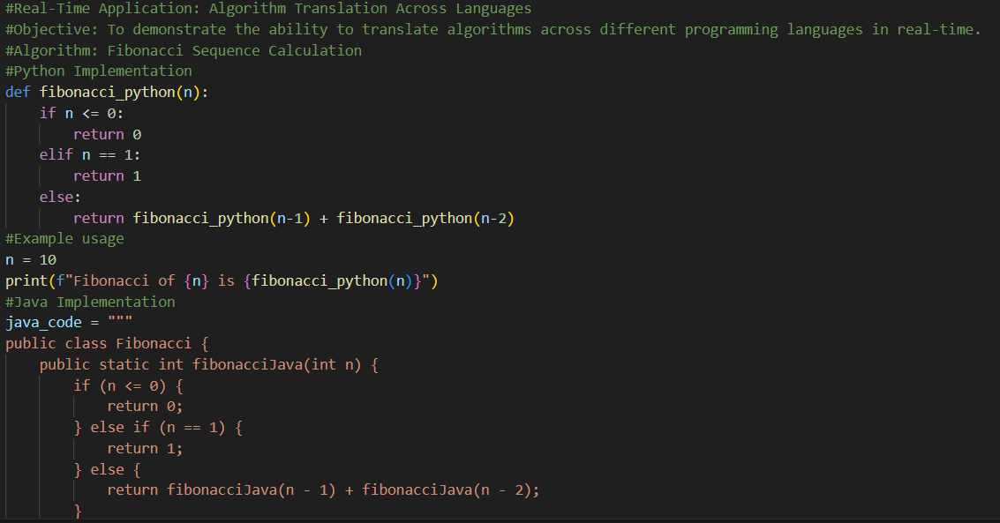 #Real-Time Application: Algorithm Translation Across Languages
#Objective: To demonstrate the ability to translate algorithms across different programming languages in real-time.
#Algorithm: Fibonacci Sequence Calculation
#Python Implementation
def fibonacci_python(n):
    if n <= 0:
        return 0
    elif n == 1:
        return 1
    else:
        return fibonacci_python(n-1) + fibonacci_python(n-2)
#Example usage
n = 10
print(f"Fibonacci of {n} is {fibonacci_python(n)}")
#Java Implementation
java_code = """
public class Fibonacci {
    public static int fibonacciJava(int n) {
        if (n <= 0) {
            return 0;
        } else if (n == 1) {
            return 1;
        } else {
            return fibonacciJava(n - 1) + fibonacciJava(n - 2);
        }